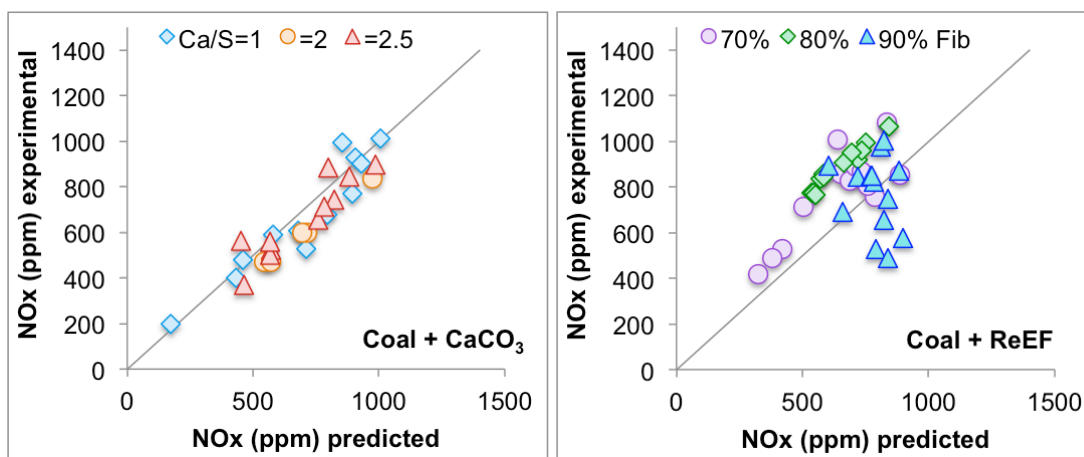 Ca/S=1 =2 =2.5
NOx (ppm) experimental
1400
1200
1000
800
600
400
200
0
0 500 1000 1500
NOx (ppm) predicted
Coal + CaCO₃
70% 80% 90% Fib
NOx (ppm) experimental
1400
1200
1000
800
600
400
200
0
0 500 1000 1500
NOx (ppm) predicted
Coal + ReEF